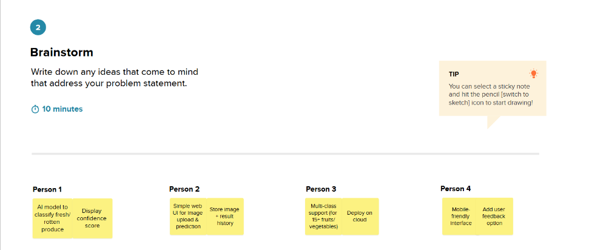 2
Brainstorm
Write down any ideas that come to mind
that address your problem statement.
10 minutes
TIP
You can select a sticky note
and hit the pencil [switch to
sketch] icon to start drawing!
Person 1
AI model to
classify fresh/
rotten
produce
Display
confidence
score
Person 2
Simple web
UI for image
upload &
prediction
Store image
+ result
history
Person 3
Multi-class
support (for
15+ fruits/
vegetables)
Deploy on
cloud
Person 4
Mobile-
friendly
interface
Add user
feedback
option